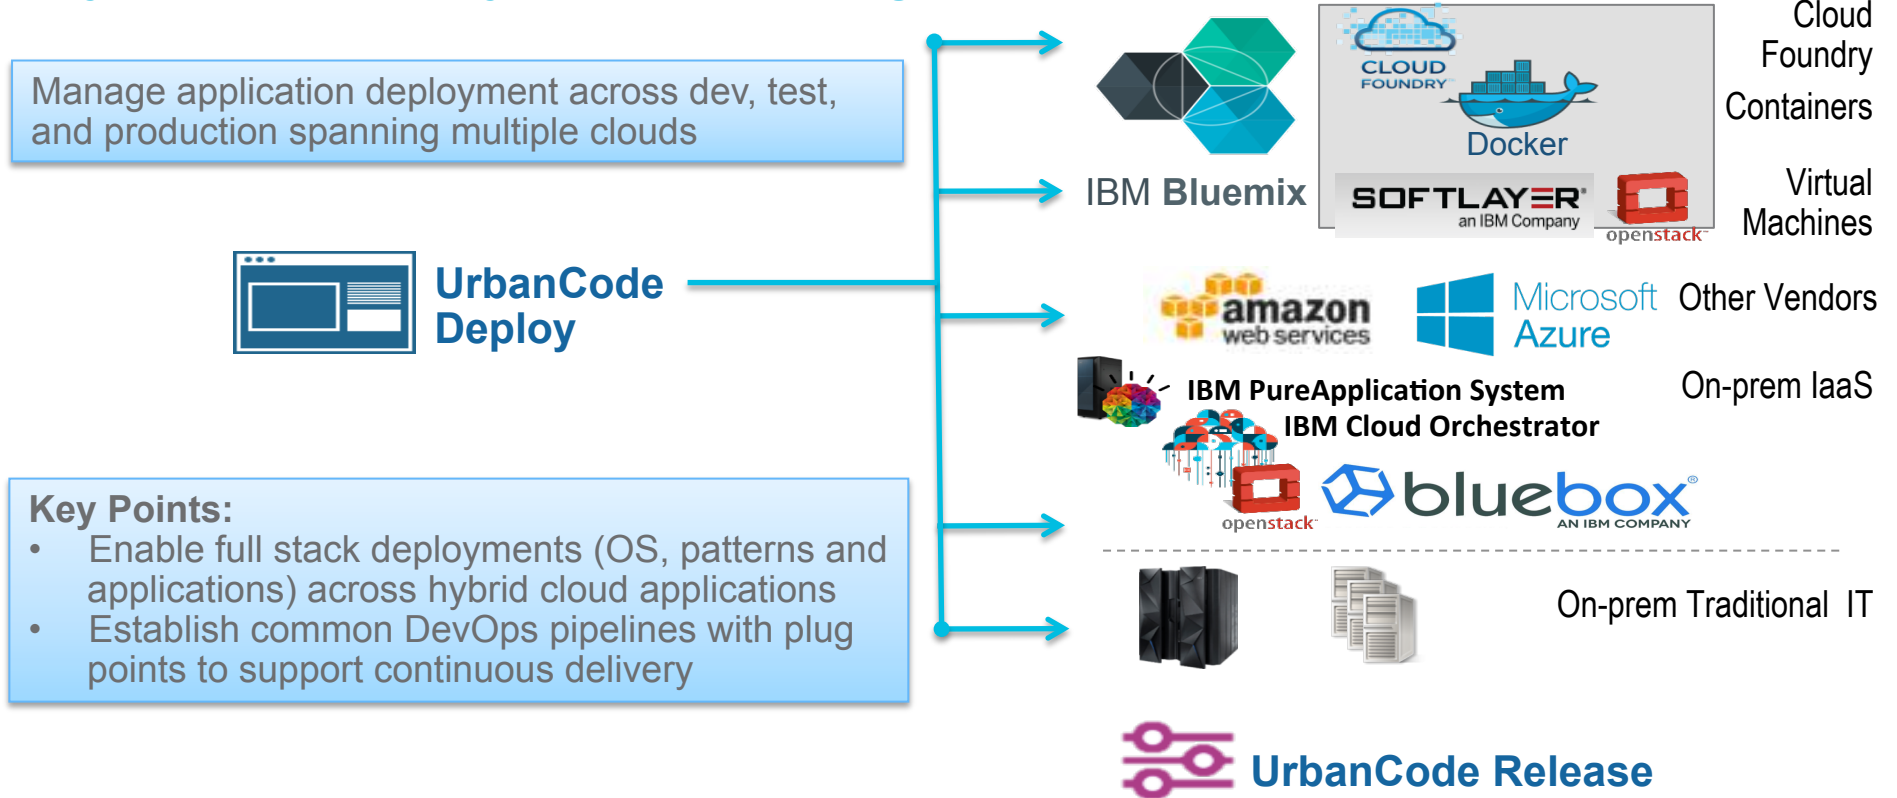 Manage application deployment across dev, test,
and production spanning multiple clouds
UrbanCode
Deploy
Key Points:
• Enable full stack deployments (OS, patterns and
applications) across hybrid cloud applications
• Establish common DevOps pipelines with plug
points to support continuous delivery
IBM Bluemix
CLOUD
FOUNDRY
Docker
SOFTLAYER
an IBM Company
openstack
Cloud
Foundry
Containers
Virtual
Machines
amazon
web services
Microsoft
Azure
Other Vendors
IBM PureApplication System
IBM Cloud Orchestrator
On-prem IaaS
openstack
bluebox®
AN IBM COMPANY
On-prem Traditional IT
UrbanCode Release